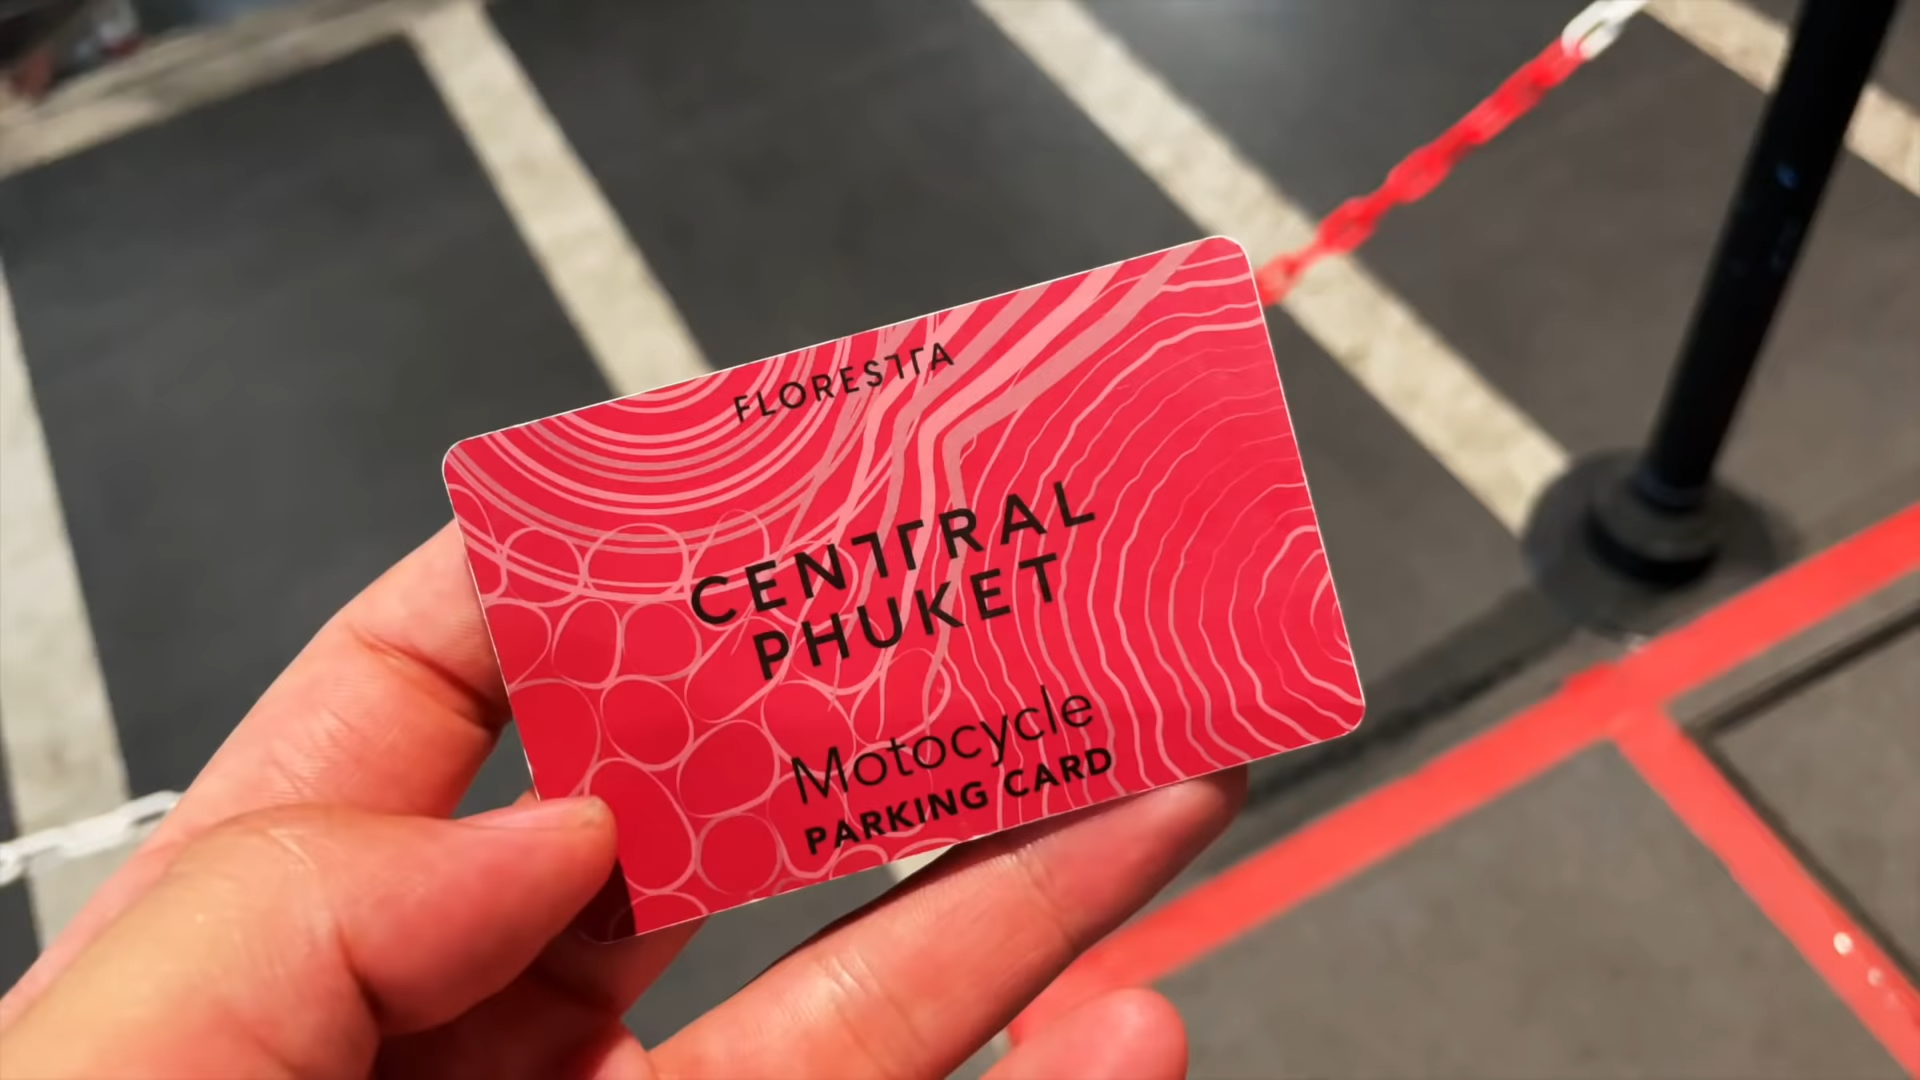 FLORESTTA
CENTRAL
PHUKET
Motocycle
PARKING CARD